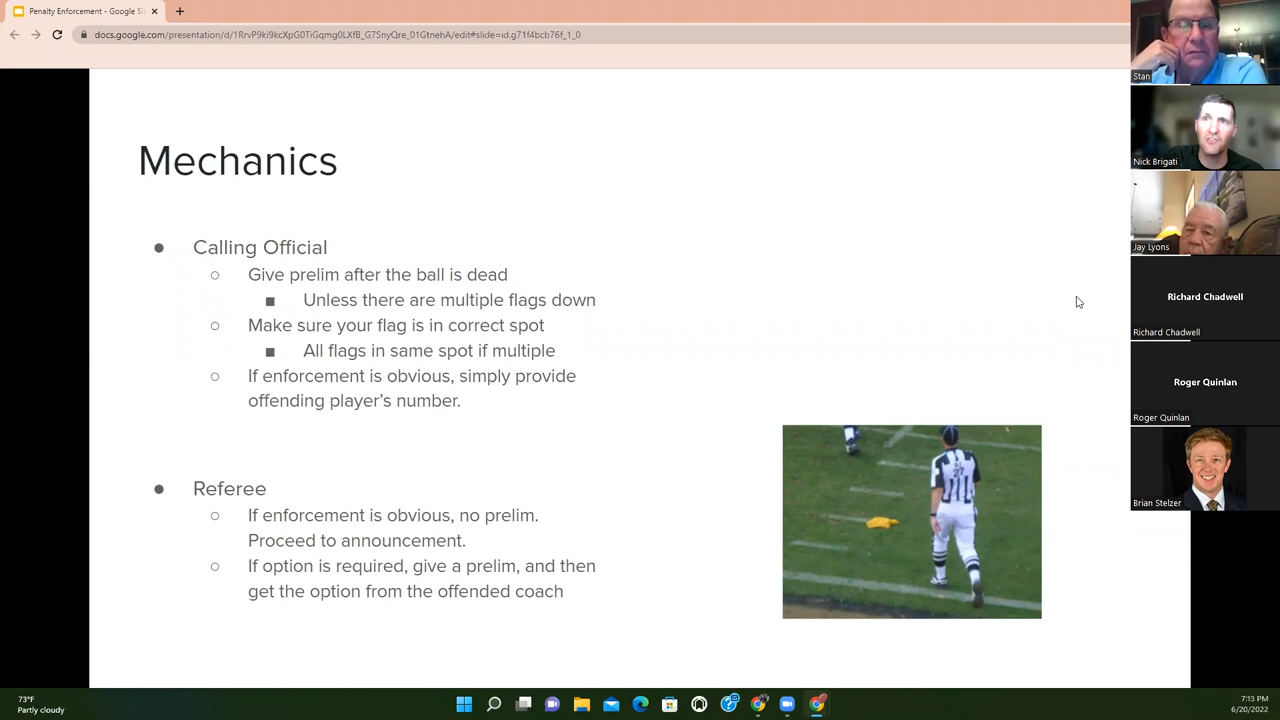 Penalty Enforcement - Google Sli
docs.google.com/presentation/d/1RrvP9ki9kcXpG0TiGqmg0LXfB_G7SnyQre_01GtnehA/edit#slide=id.g71f4bcb76f_1_0
Mechanics
Calling Official
Give prelim after the ball is dead
Unless there are multiple flags down
Make sure your flag is in correct spot
All flags in same spot if multiple
If enforcement is obvious, simply provide
offending player's number.
Referee
If enforcement is obvious, no prelim.
Proceed to announcement.
If option is required, give a prelim, and then
get the option from the offended coach
27
Stan
Nick Brigati
Jay Lyons
Richard Chadwell
Richard Chadwell
Roger Quinlan
Roger Quinlan
Brian Stelzer
73°F
Partly cloudy
7:13 PM
6/20/2022